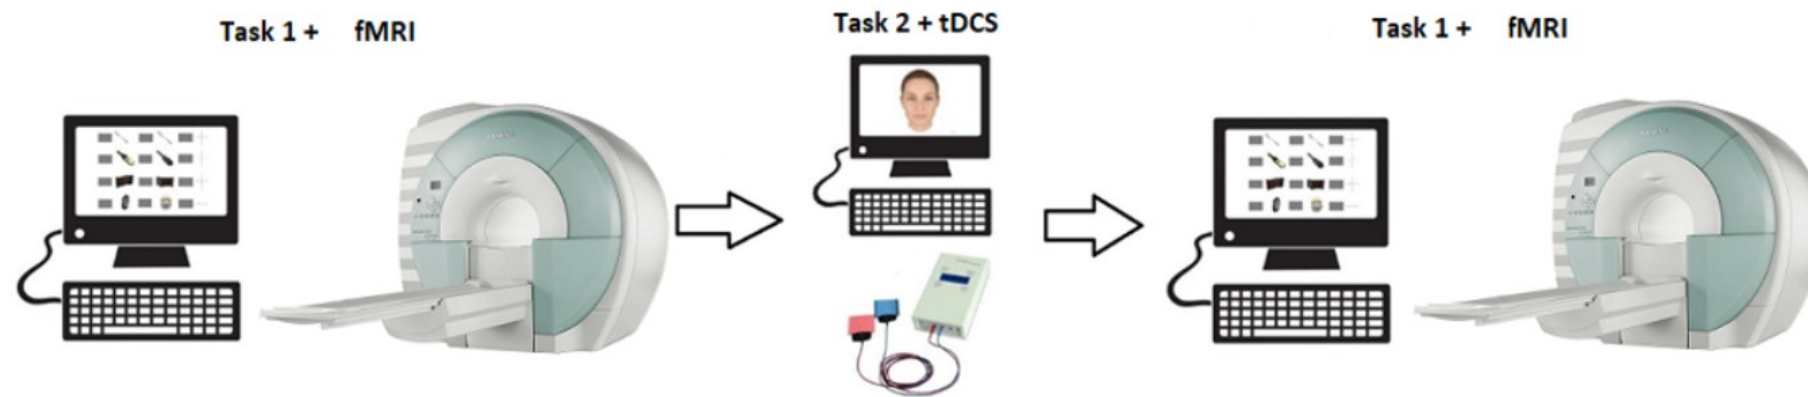 Task 1 + fMRI
Task 2 + tDCS
Task 1 + fMRI